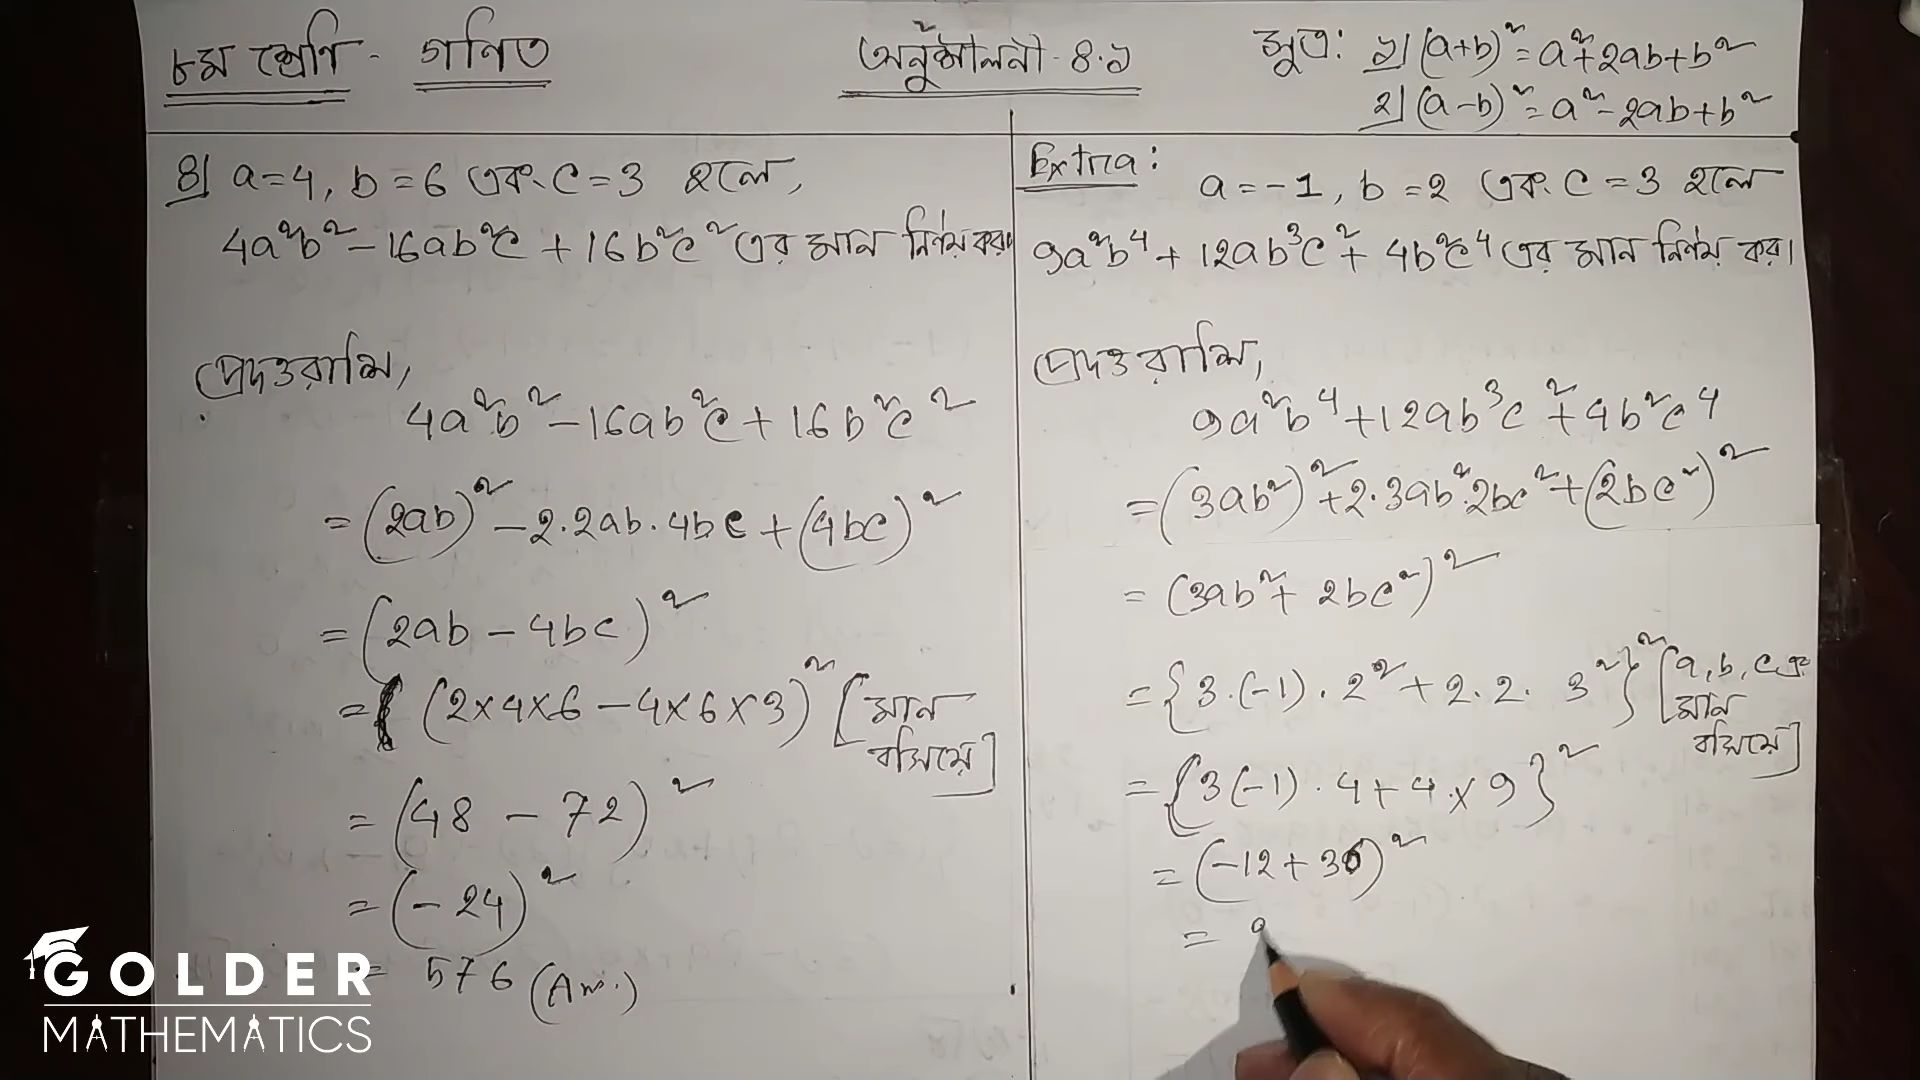 ৮ম শ্রেণি - গনিত
অনুশীলনী - ৪.১
সূত্র: ১। (a+b)² = a²+2ab+b²
২। (a-b)² = a²-2ab+b²
৪। a=4, b=6 এবং c=3 হলে,
4a²b² - 16ab²c + 16b²c² এর মান নির্ণয় কর।
প্রদত্তরাশি,
4a²b² - 16ab²c + 16b²c²
= (2ab)² - 2.2ab.4bc + (4bc)²
= (2ab - 4bc)²
= (2×4×6 - 4×6×3)² [মান
বসিয়ে]
= (48 - 72)²
= (-24)²
= 576 (Ans.)
Extra:
a = -1, b = 2 এবং c = 3 হলে
9a²b⁴ + 12ab³c² + 4b²c⁴ এর মান নির্ণয় কর।
প্রদত্তরাশি,
9a²b⁴ + 12ab³c² + 4b²c⁴
= (3ab²)² + 2.3ab².2bc² + (2bc²)²
= (3ab² + 2bc²)²
= {3.(-1).2² + 2.2.3²}² [a, b, c এর
মান
বসিয়ে]
= {3(-1).4 + 4.×9}²
= (-12+36)²
=
GOLDER
MATHEMATICS